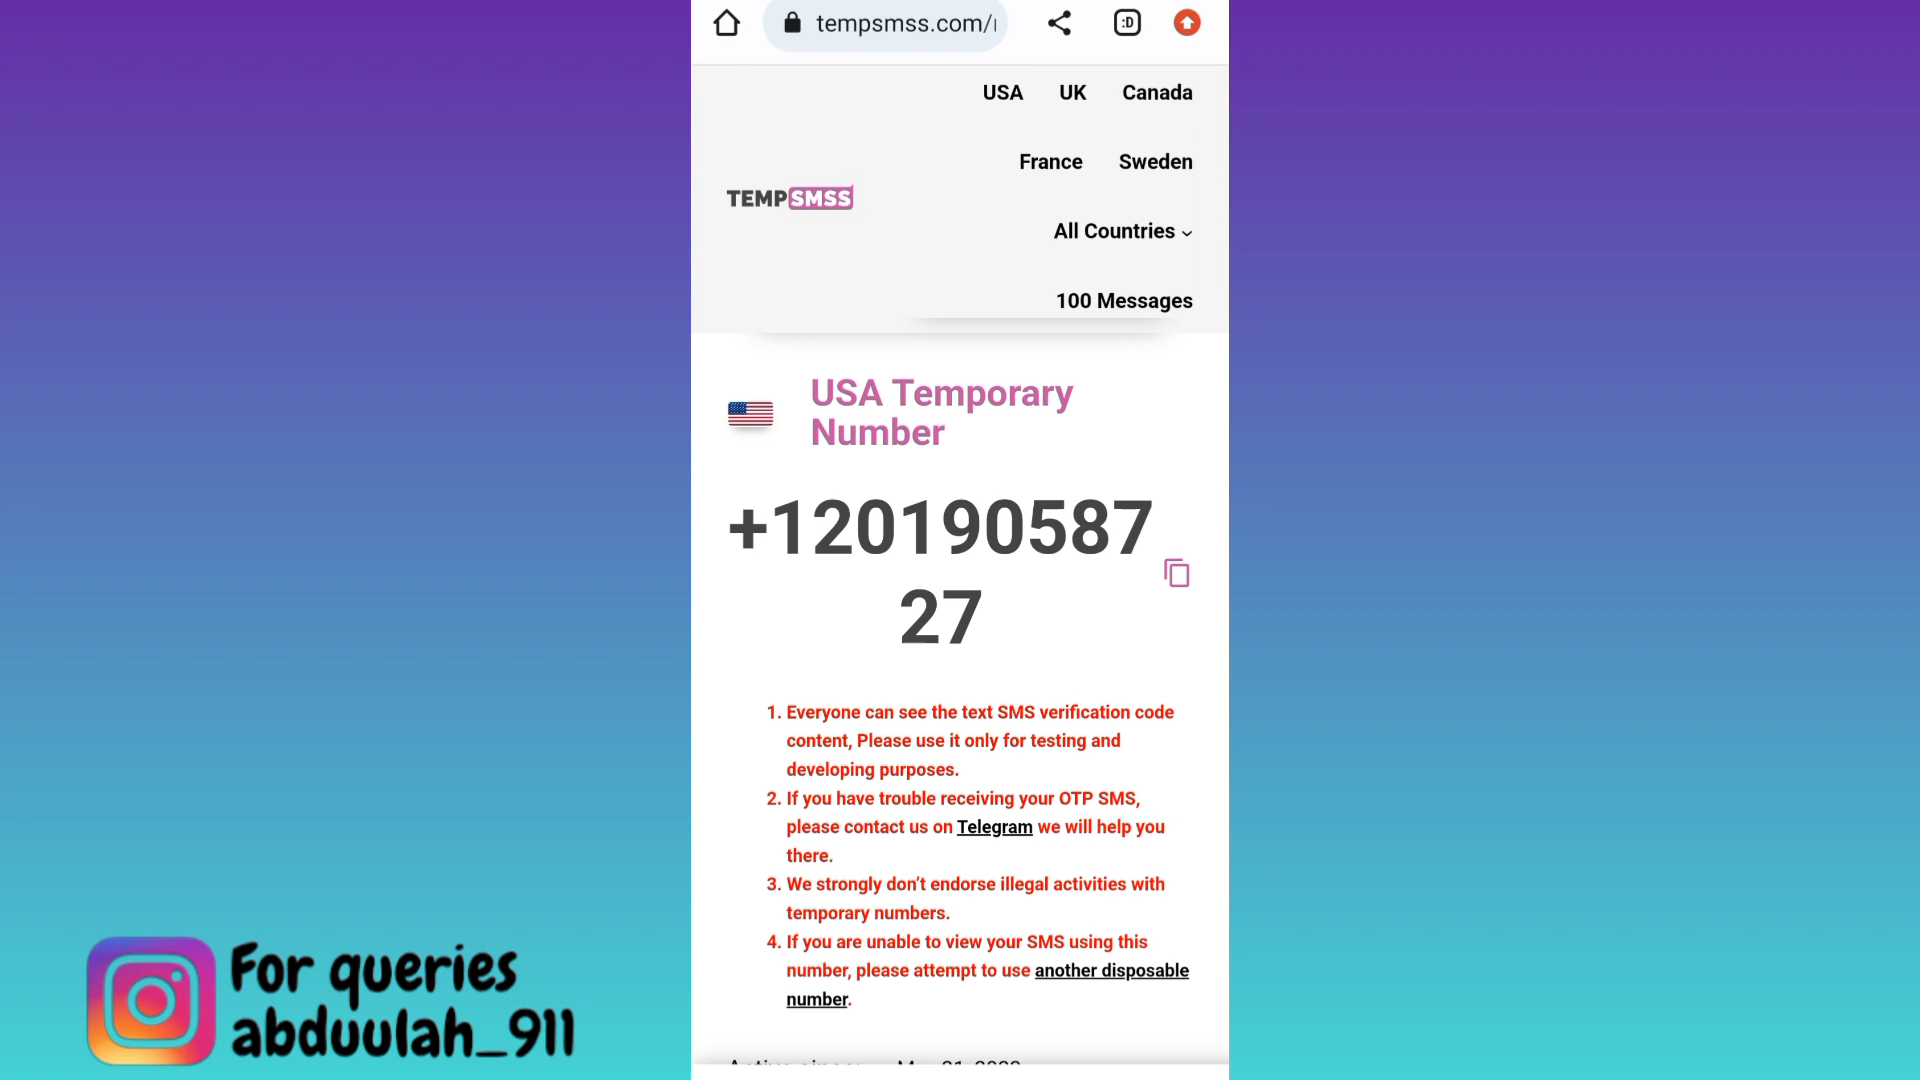 tempsmss.com/
:D
USA UK Canada
France Sweden
TEMPSMSS
All Countries
100 Messages
USA Temporary
Number
+120190587
27
1. Everyone can see the text SMS verification code
content, Please use it only for testing and
developing purposes.
2. If you have trouble receiving your OTP SMS,
please contact us on Telegram we will help you
there.
3. We strongly don't endorse illegal activities with
temporary numbers.
4. If you are unable to view your SMS using this
number, please attempt to use another disposable
number.
For queries
abduulah_911